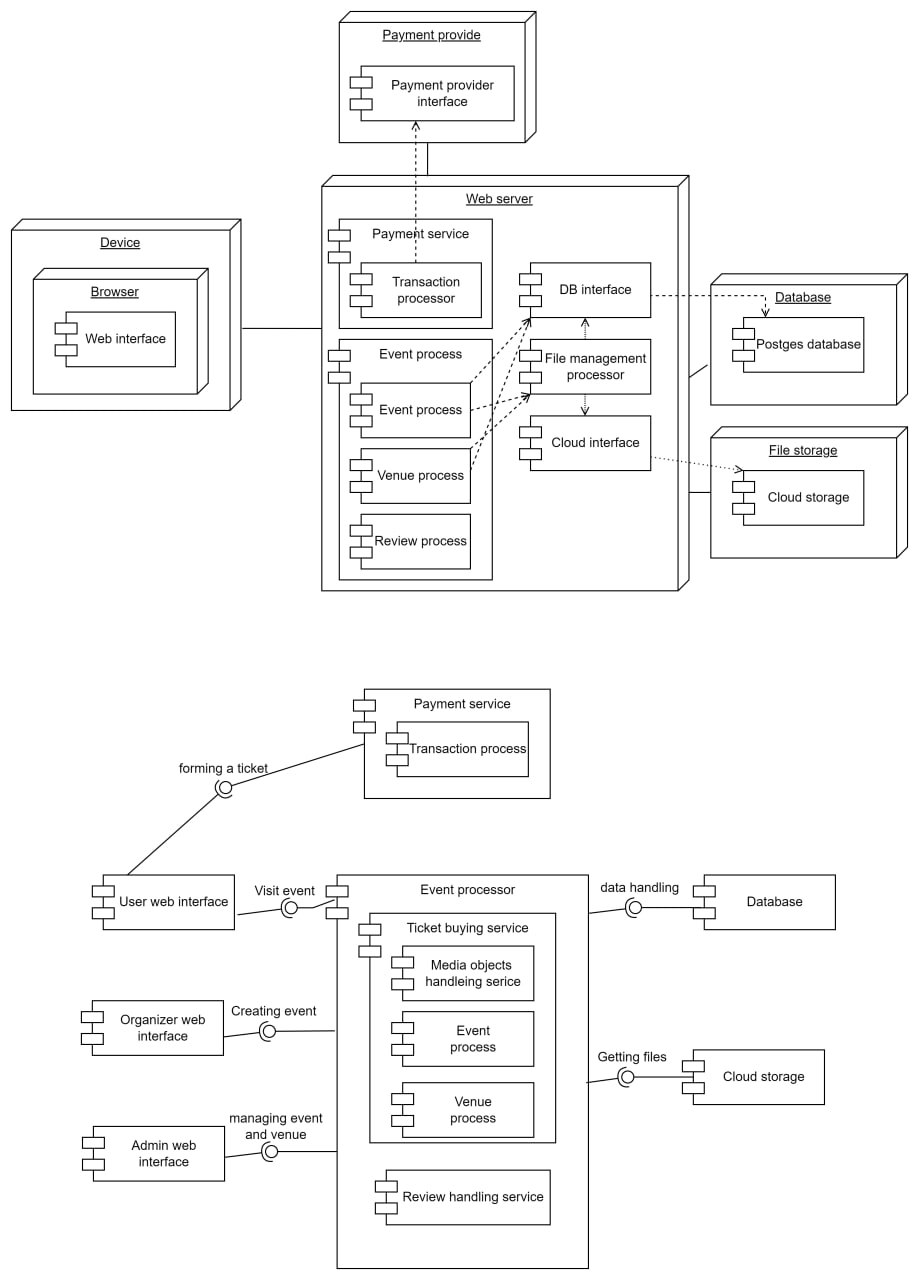 Payment provide
Payment provider
interface
Web server
Payment service
Transaction
processor
Device
Browser
Web interface
DB interface
Database
Postges database
Event process
Event process
File management
processor
Venue process
Cloud interface
File storage
Cloud storage
Review process
Payment service
Transaction process
forming a ticket
User web interface
Visit event
Event processor
data handling
Database
Ticket buying service
Media objects
handleing serice
Organizer web
interface
Creating event
Event
process
Getting files
Cloud storage
Venue
process
Admin web
interface
managing event
and venue
Review handling service